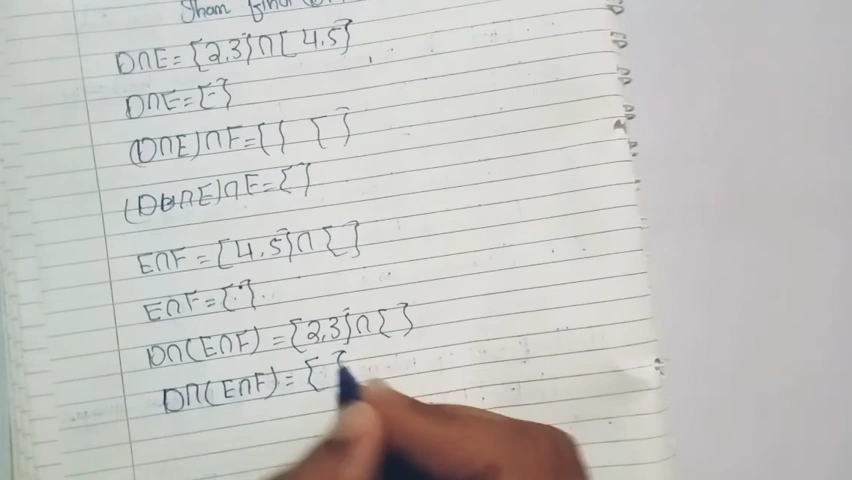 D∩E={2,3}∩{4,5}
D∩E={ }
(D∩E)∩F={ } { }
(D∩E)∩E={ }
E∩F={4,5}∩{ }
E∩F={ }
D∩(E∩F)={2,3}∩{ }
D∩(E∩F)={ }